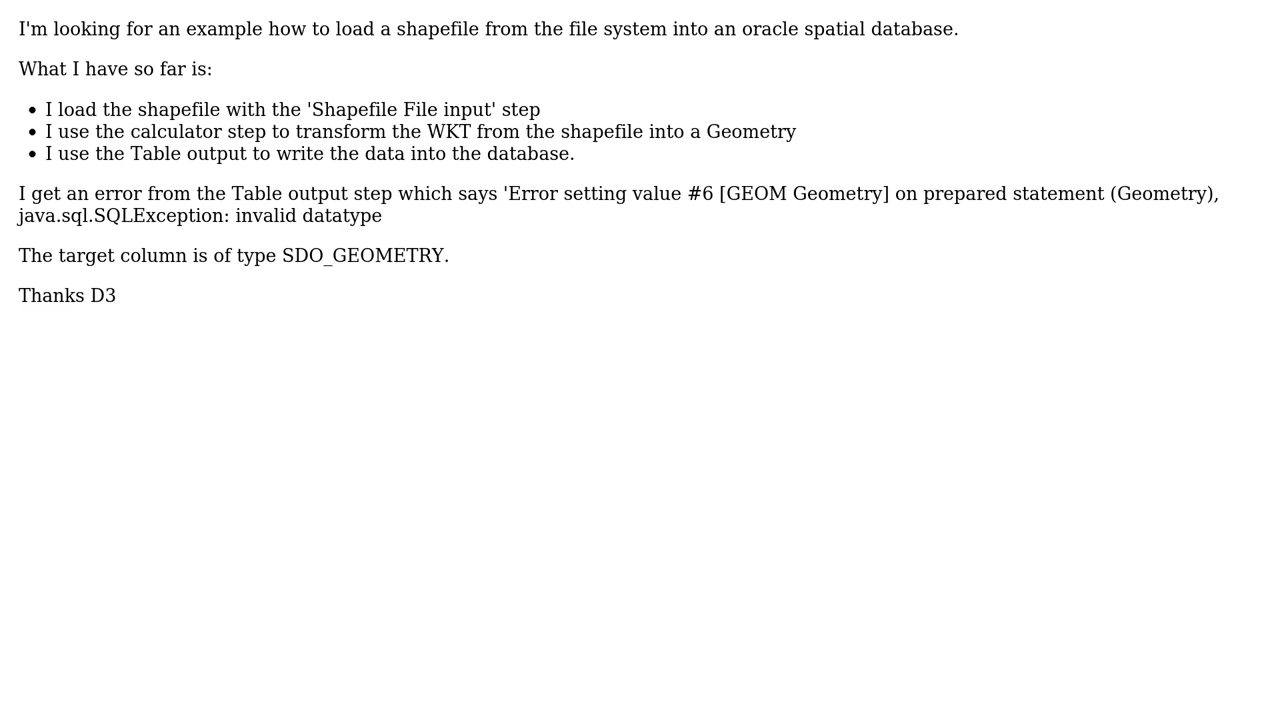 I'm looking for an example how to load a shapefile from the file system into an oracle spatial database.
What I have so far is:
• I load the shapefile with the 'Shapefile File input' step
• I use the calculator step to transform the WKT from the shapefile into a Geometry
• I use the Table output to write the data into the database.
I get an error from the Table output step which says 'Error setting value #6 [GEOM Geometry] on prepared statement (Geometry),
java.sql.SQLException: invalid datatype
The target column is of type SDO_GEOMETRY.
Thanks D3